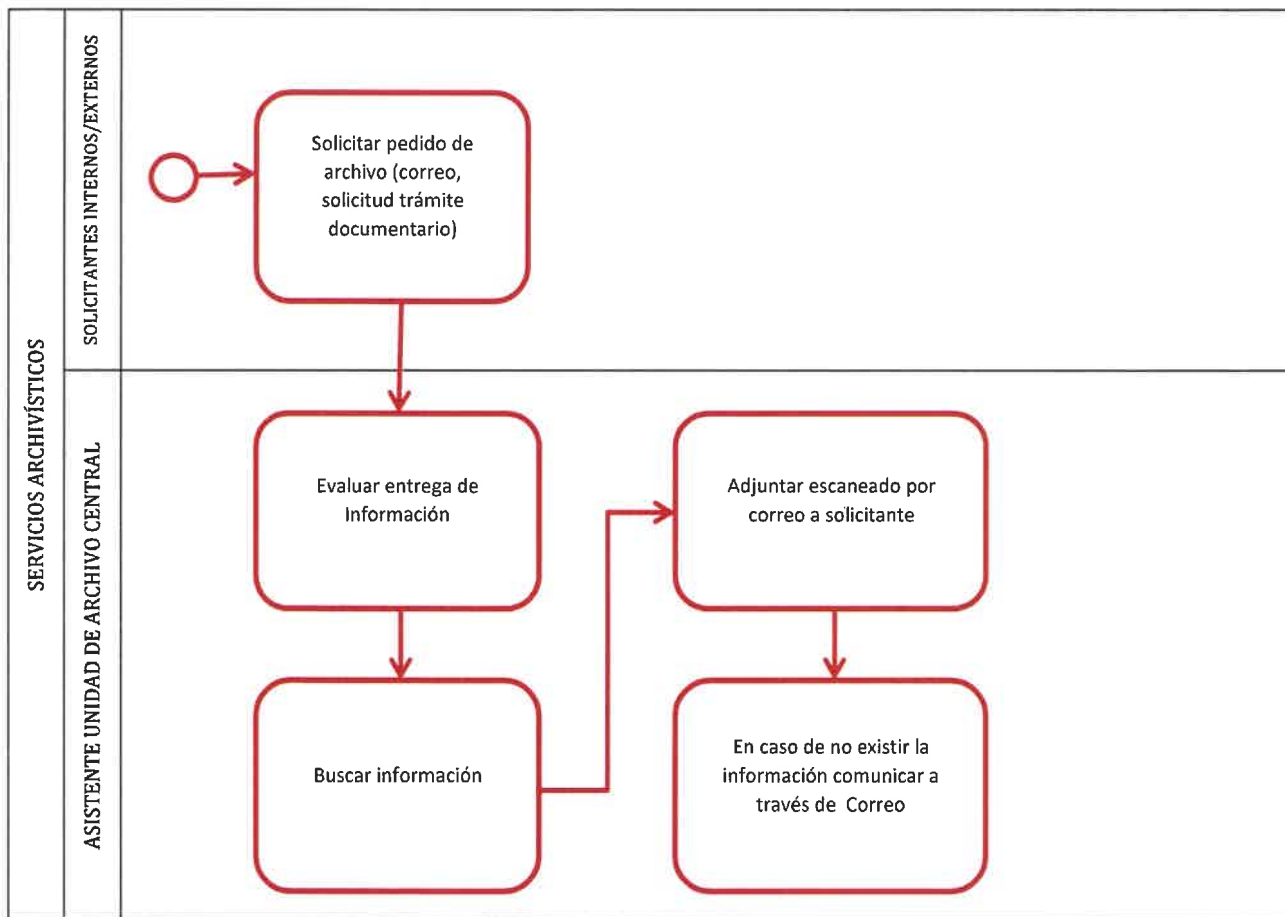 SERVICIOS ARCHIVÍSTICOS
SOLICITANTES INTERNOS/EXTERNOS
Solicitar pedido de
archivo (correo,
solicitud trámite
documentario)
ASISTENTE UNIDAD DE ARCHIVO CENTRAL
Evaluar entrega de
Información
Buscar información
Adjuntar escaneado por
correo a solicitante
En caso de no existir la
información comunicar a
través de Correo